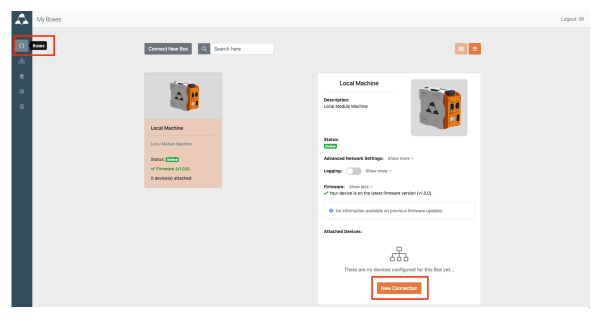 My Boxes
Logout
Boxes
Connect New Box
Search here
Local Machine
Local Module Machine
Status: Online
Firmware (v1.0.0)
0 device(s) attached
Local Machine
Description:
Local Module Machine
Status:
Online
Advanced Network Settings: Show more
Logging: Show more
Firmware: Show less
Your device is on the latest firmware version (v1.0.0).
No information available on previous firmware updates.
Attached Devices:
There are no devices configured for this Box yet...
New Connection